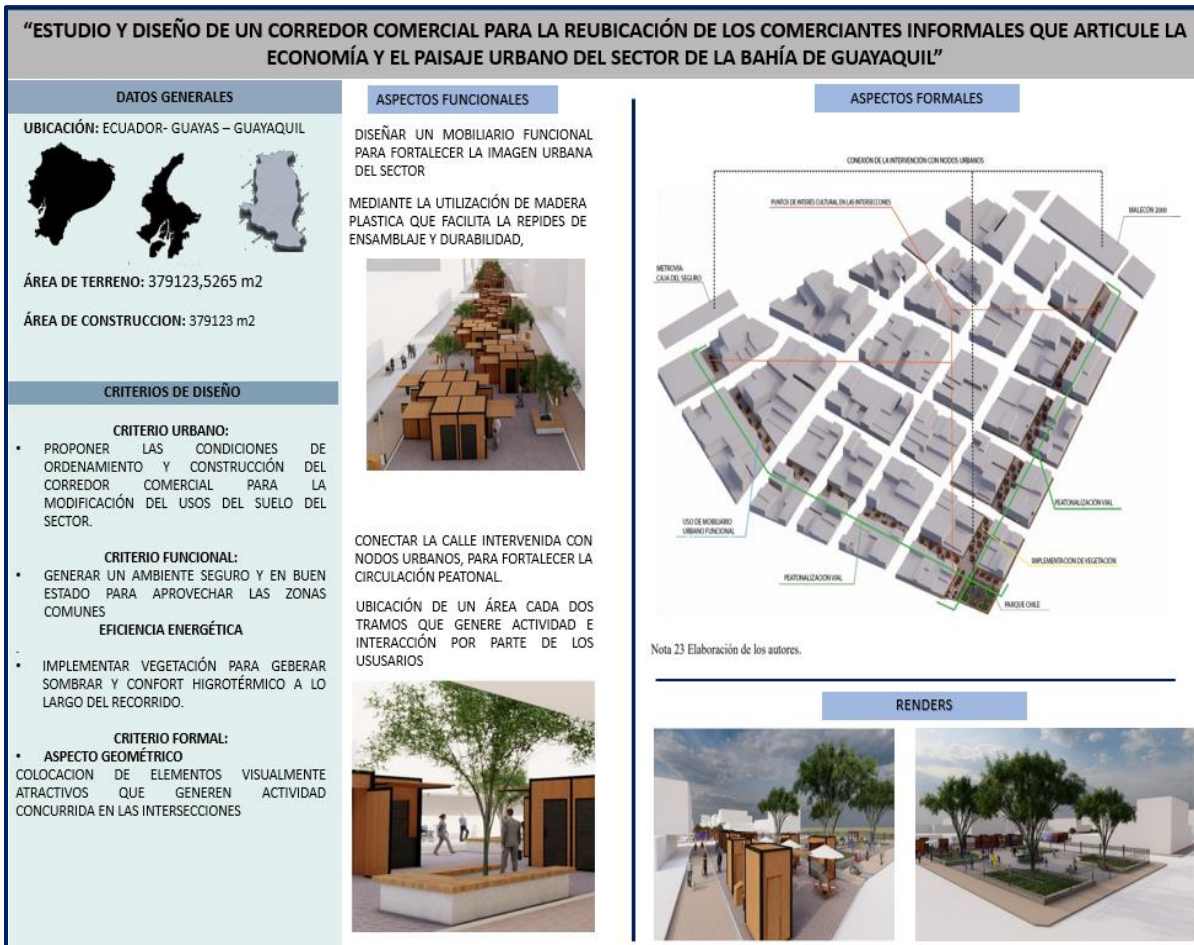 “ESTUDIO Y DISEÑO DE UN CORREDOR COMERCIAL PARA LA REUBICACIÓN DE LOS COMERCIANTES INFORMALES QUE ARTICULE LA
ECONOMÍA Y EL PAISAJE URBANO DEL SECTOR DE LA BAHÍA DE GUAYAQUIL”
DATOS GENERALES
UBICACIÓN: ECUADOR- GUAYAS – GUAYAQUIL
ÁREA DE TERRENO: 379123,5265 m2
ÁREA DE CONSTRUCCION: 379123 m2
CRITERIOS DE DISEÑO
CRITERIO URBANO:
• PROPONER LAS CONDICIONES DE
ORDENAMIENTO Y CONSTRUCCIÓN DEL
CORREDOR COMERCIAL PARA LA
MODIFICACIÓN DEL USOS DEL SUELO DEL
SECTOR.
CRITERIO FUNCIONAL:
• GENERAR UN AMBIENTE SEGURO Y EN BUEN
ESTADO PARA APROVECHAR LAS ZONAS
COMUNES
EFICIENCIA ENERGÉTICA
.
• IMPLEMENTAR VEGETACIÓN PARA GEBERAR
SOMBRAR Y CONFORT HIGROTÉRMICO A LO
LARGO DEL RECORRIDO.
CRITERIO FORMAL:
• ASPECTO GEOMÉTRICO
COLOCACION DE ELEMENTOS VISUALMENTE
ATRACTIVOS QUE GENEREN ACTIVIDAD
CONCURRIDA EN LAS INTERSECCIONES
ASPECTOS FUNCIONALES
DISEÑAR UN MOBILIARIO FUNCIONAL
PARA FORTALECER LA IMAGEN URBANA
DEL SECTOR
MEDIANTE LA UTILIZACIÓN DE MADERA
PLASTICA QUE FACILITA LA REPIDES DE
ENSAMBLAJE Y DURABILIDAD,
CONECTAR LA CALLE INTERVENIDA CON
NODOS URBANOS, PARA FORTALECER LA
CIRCULACIÓN PEATONAL.
UBICACIÓN DE UN ÁREA CADA DOS
TRAMOS QUE GENERE ACTIVIDAD E
INTERACCIÓN POR PARTE DE LOS
USUSARIOS
ASPECTOS FORMALES
CONEXIÓN DE LA INTERVENCIÓN CON NODOS URBANOS
PUNTOS DE INTERES CULTURAL EN LAS INTERSECCIONES
MALECON 2000
METROVÍA:
CAJA DEL SEGURO
PEATONALIZACIÓN VIAL
USO DE MOBILIARIO
URBANO FUNCIONAL
IMPLEMENTACION DE VEGETACION
PEATONALIZACIÓN VIAL
PARQUE CHILE
Nota 23 Elaboración de los autores.
RENDERS